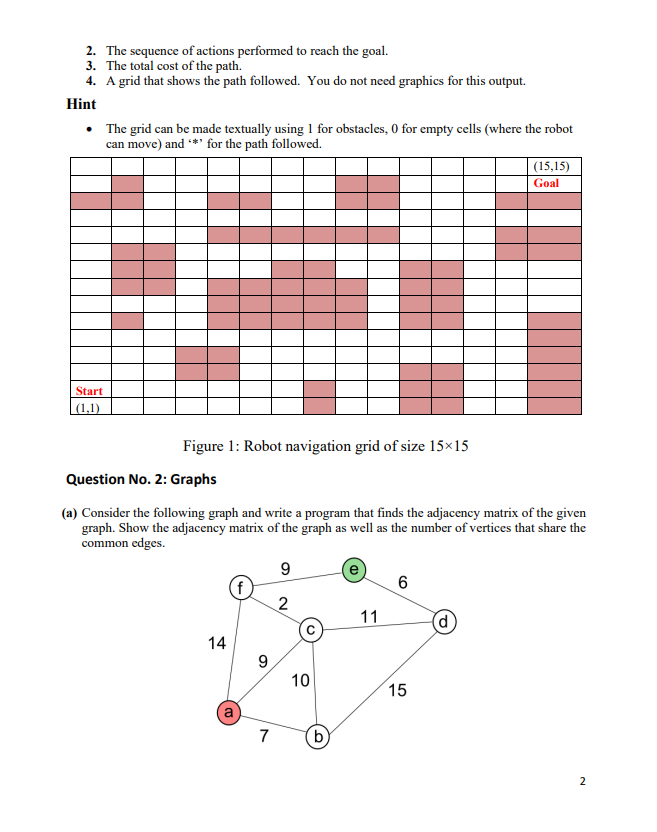 2. The sequence of actions performed to reach the goal.
3. The total cost of the path.
4. A grid that shows the path followed. You do not need graphics for this output.
Hint
• The grid can be made textually using 1 for obstacles, 0 for empty cells (where the robot
can move) and ‘*’ for the path followed.
(15,15)
Goal
Start
(1,1)
Figure 1: Robot navigation grid of size 15×15
Question No. 2: Graphs
(a) Consider the following graph and write a program that finds the adjacency matrix of the given
graph. Show the adjacency matrix of the graph as well as the number of vertices that share the
common edges.
9
e
f
6
2
c
11
d
14
9
10
15
a
7
b
2